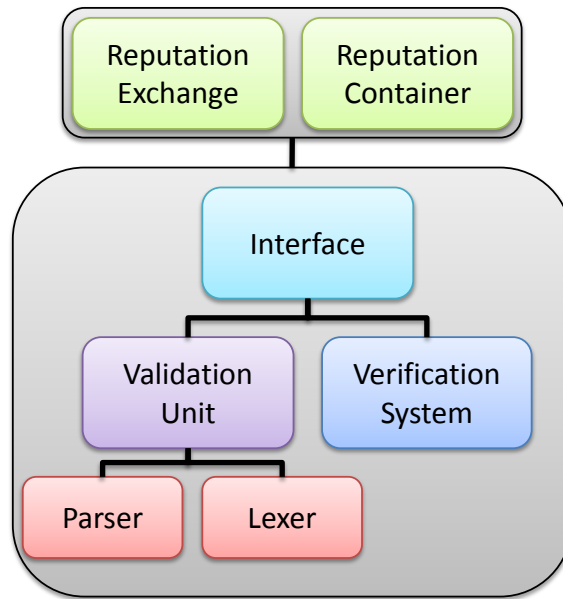 Reputation
Exchange
Reputation
Container
Interface
Validation
Unit
Verification
System
Parser
Lexer